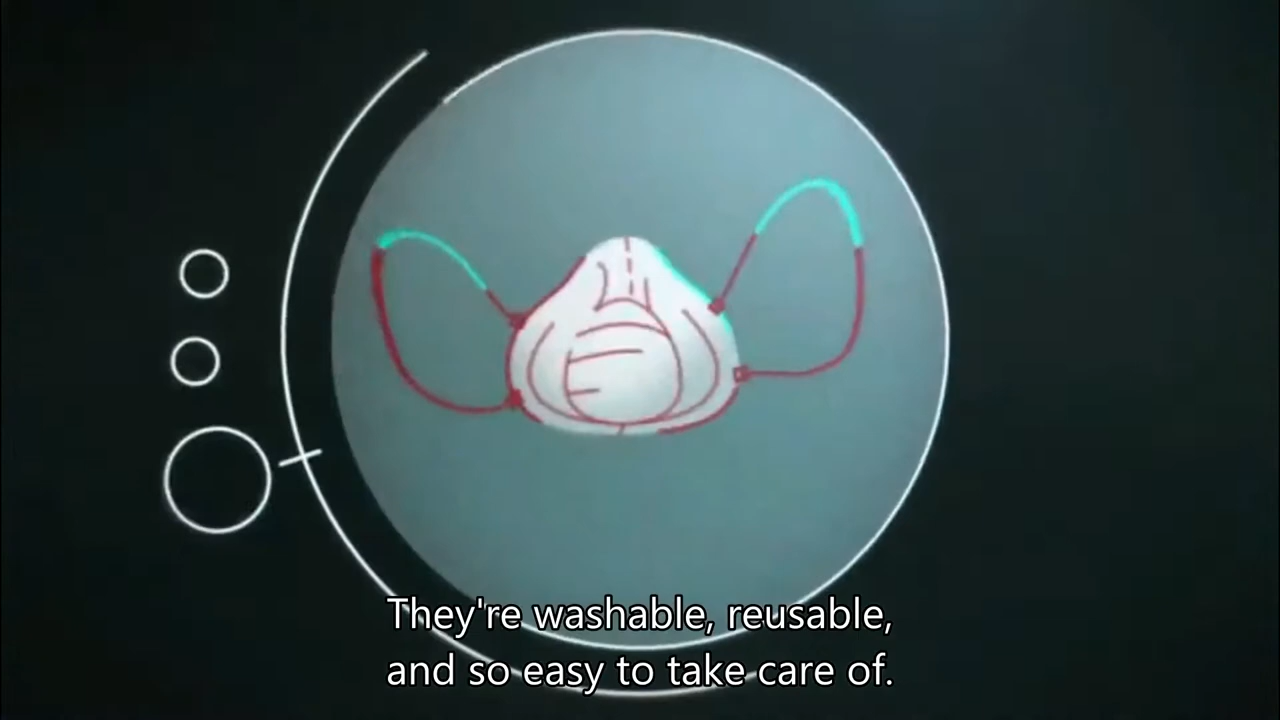 They're washable, reusable,
and so easy to take care of.